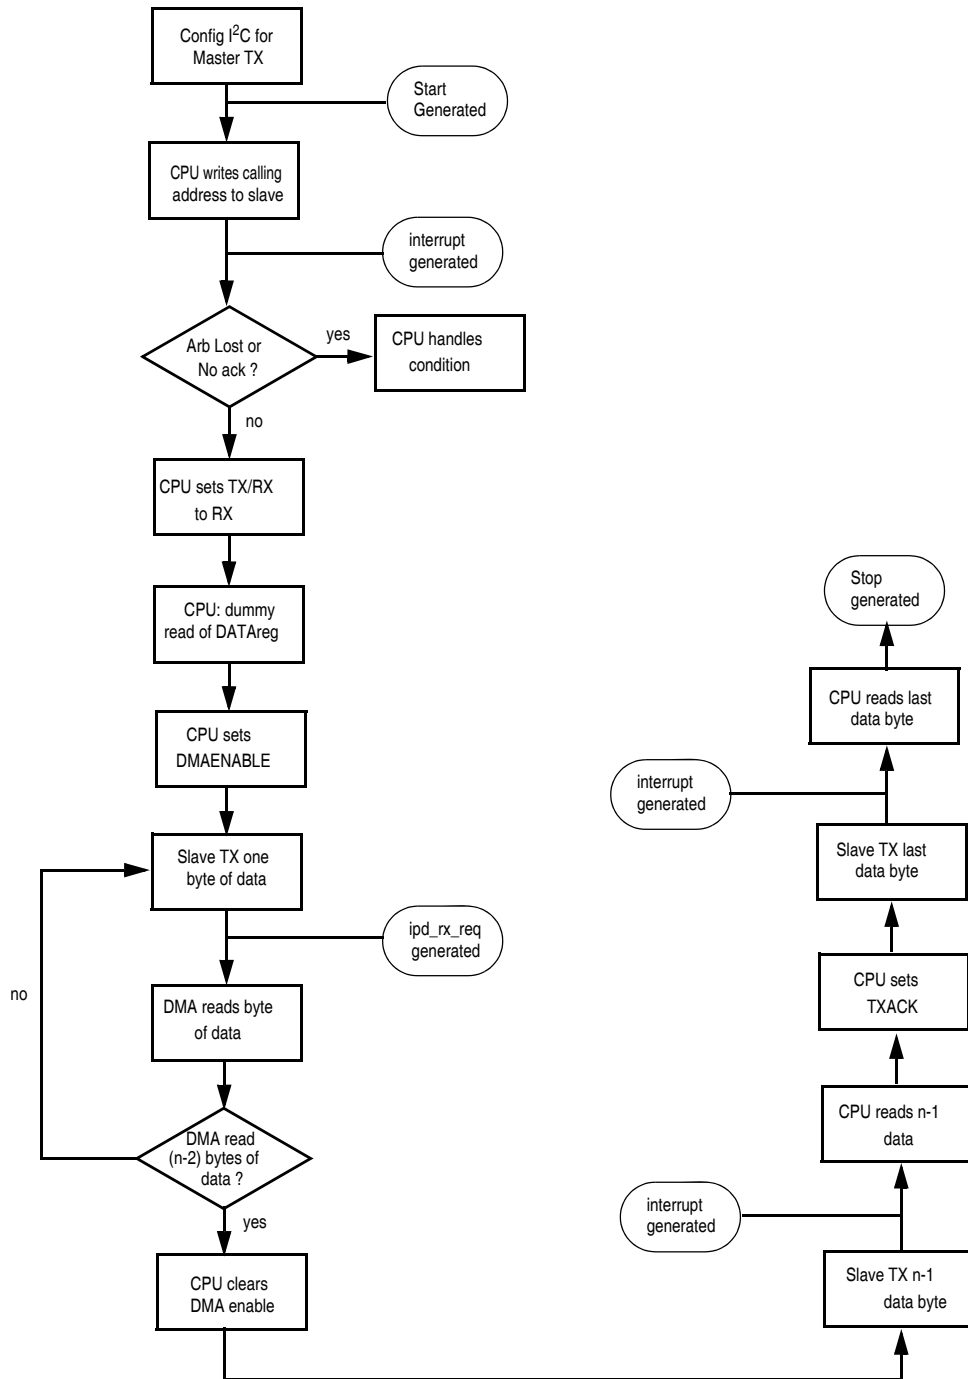 Config I²C for
Master TX
Start
Generated
CPU writes calling
address to slave
interrupt
generated
Arb Lost or
No ack ?
yes
CPU handles
condition
no
CPU sets TX/RX
to RX
CPU: dummy
read of DATAreg
CPU sets
DMAENABLE
Slave TX one
byte of data
ipd_rx_req
generated
no
DMA reads byte
of data
DMA read
(n-2) bytes of
data ?
yes
CPU clears
DMA enable
Slave TX n-1
data byte
interrupt
generated
CPU reads n-1
data
CPU sets
TXACK
Slave TX last
data byte
interrupt
generated
CPU reads last
data byte
Stop
generated